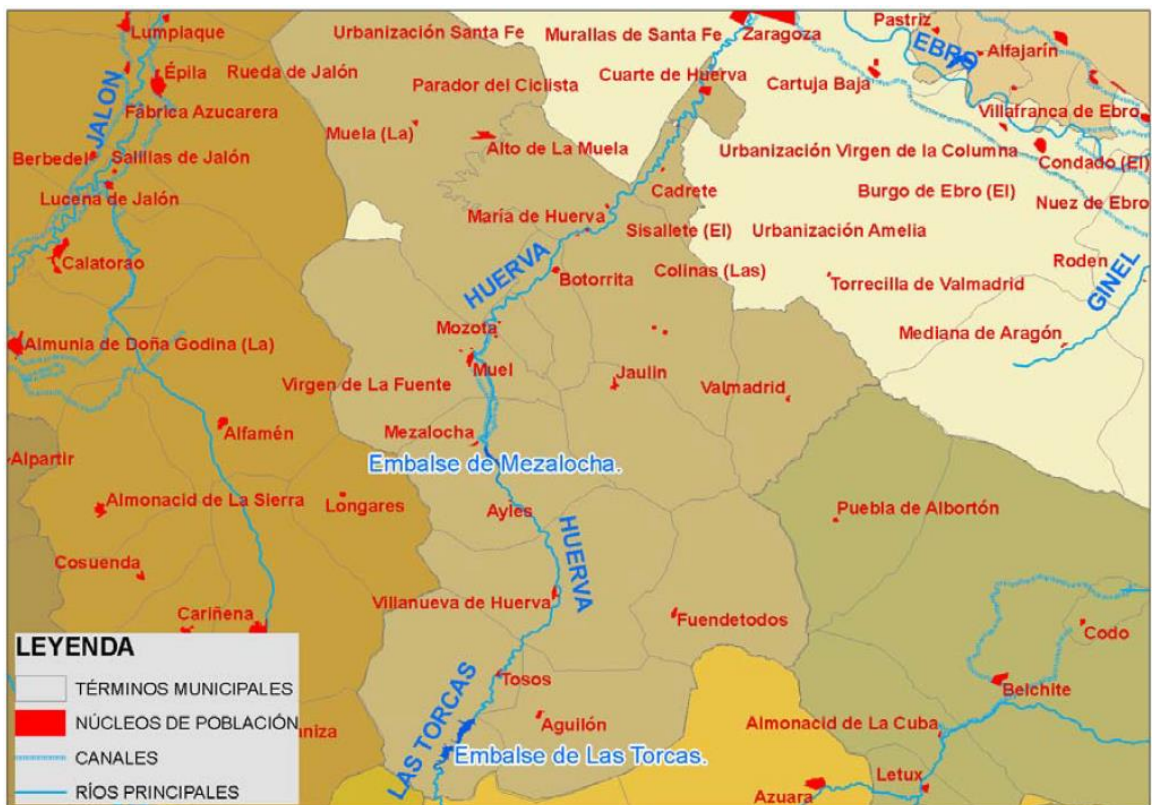 Lumpiaque
Urbanización Santa Fe
Murallas de Santa Fe
Zaragoza
Pastriz
EBRO
Alfajarín
Épila
Rueda de Jalón
Parador del Ciclista
Cuarte de Huerva
Cartuja Baja
JALON
Fábrica Azucarera
Villafranca de Ebro
Muela (La)
Alto de La Muela
Urbanización Virgen de la Columna
Condado (El)
Berbedel
Salillas de Jalón
Lucena de Jalón
Cadrete
Burgo de Ebro (El)
Nuez de Ebro
María de Huerva
Sisallete (El)
Urbanización Amelia
Calatorao
HUERVA
Botorrita
Colinas (Las)
Torrecilla de Valmadrid
Roden
GINEL
Mozota
Mediana de Aragón
Almunia de Doña Godina (La)
Muel
Virgen de La Fuente
Jaulin
Valmadrid
Alfamén
Mezalocha
Embalse de Mezalocha.
Alpartir
Almonacid de La Sierra
Longares
Ayles
Puebla de Albortón
HUERVA
Cosuenda
Villanueva de Huerva
Fuendetodos
Cariñena
Codo
LEYENDA
TÉRMINOS MUNICIPALES
NÚCLEOS DE POBLACIÓN
CANALES
RÍOS PRINCIPALES
niza
Tosos
Belchite
LAS TORCAS
Aguilón
Almonacid de La Cuba
Embalse de Las Torcas.
Letux
Azuara